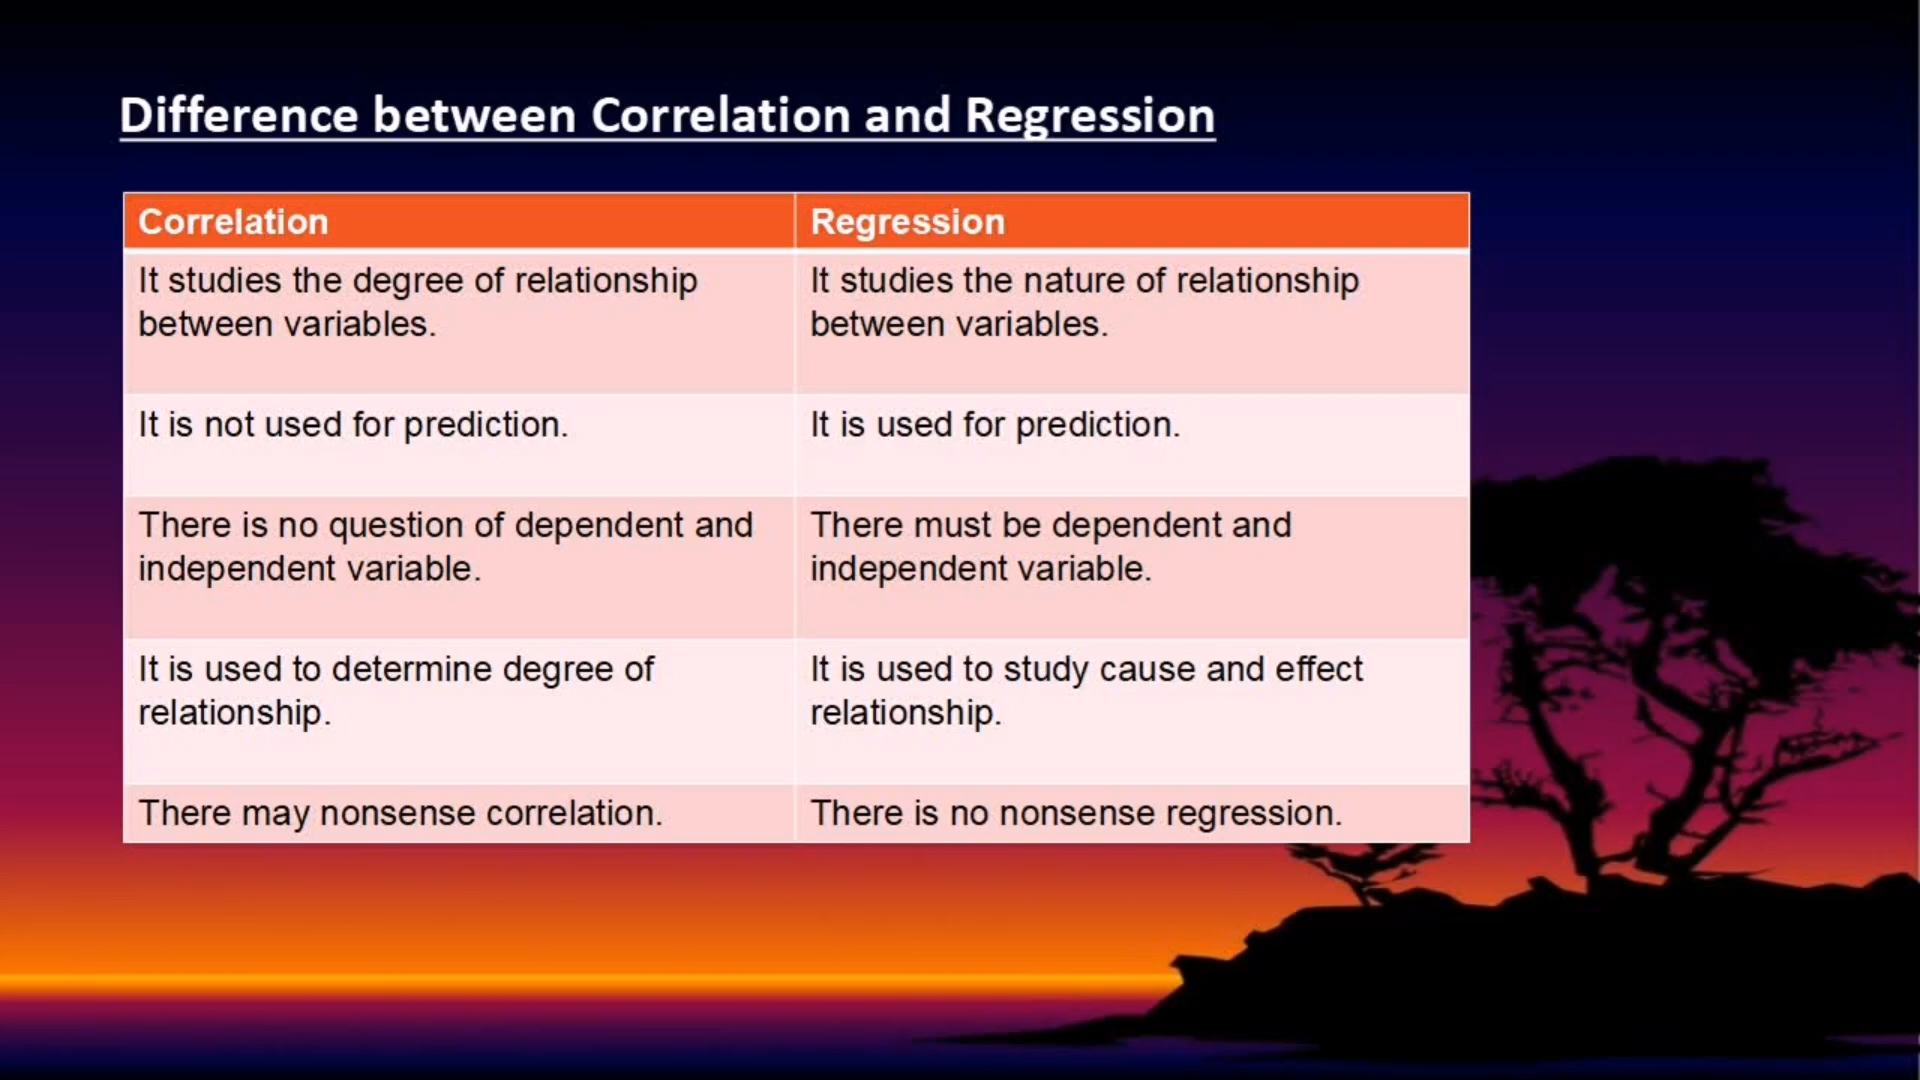 Difference between Correlation and Regression
Correlation
Regression
It studies the degree of relationship
between variables.
It studies the nature of relationship
between variables.
It is not used for prediction.
It is used for prediction.
There is no question of dependent and
independent variable.
There must be dependent and
independent variable.
It is used to determine degree of
relationship.
It is used to study cause and effect
relationship.
There may nonsense correlation.
There is no nonsense regression.